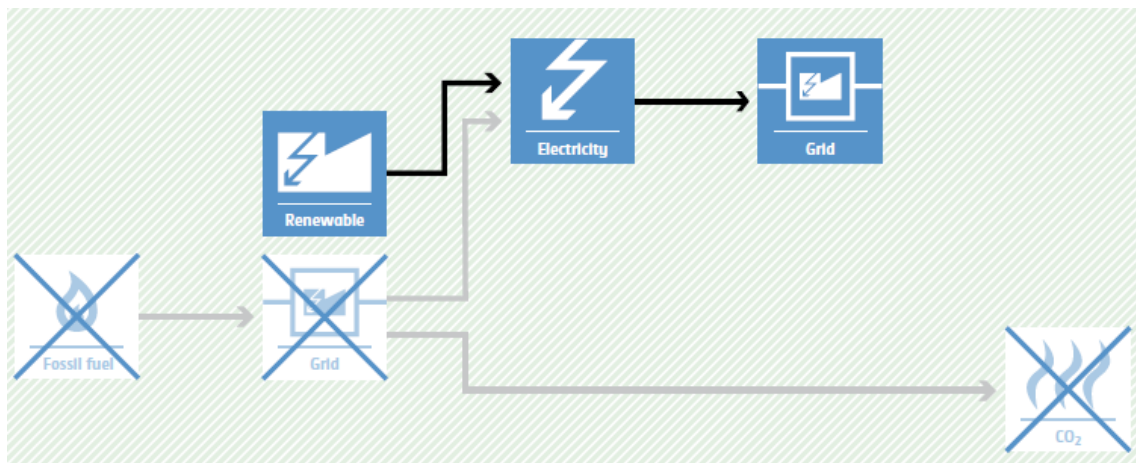 Electricity
Grid
Renewable
Fossil fuel
Grid
CO₂